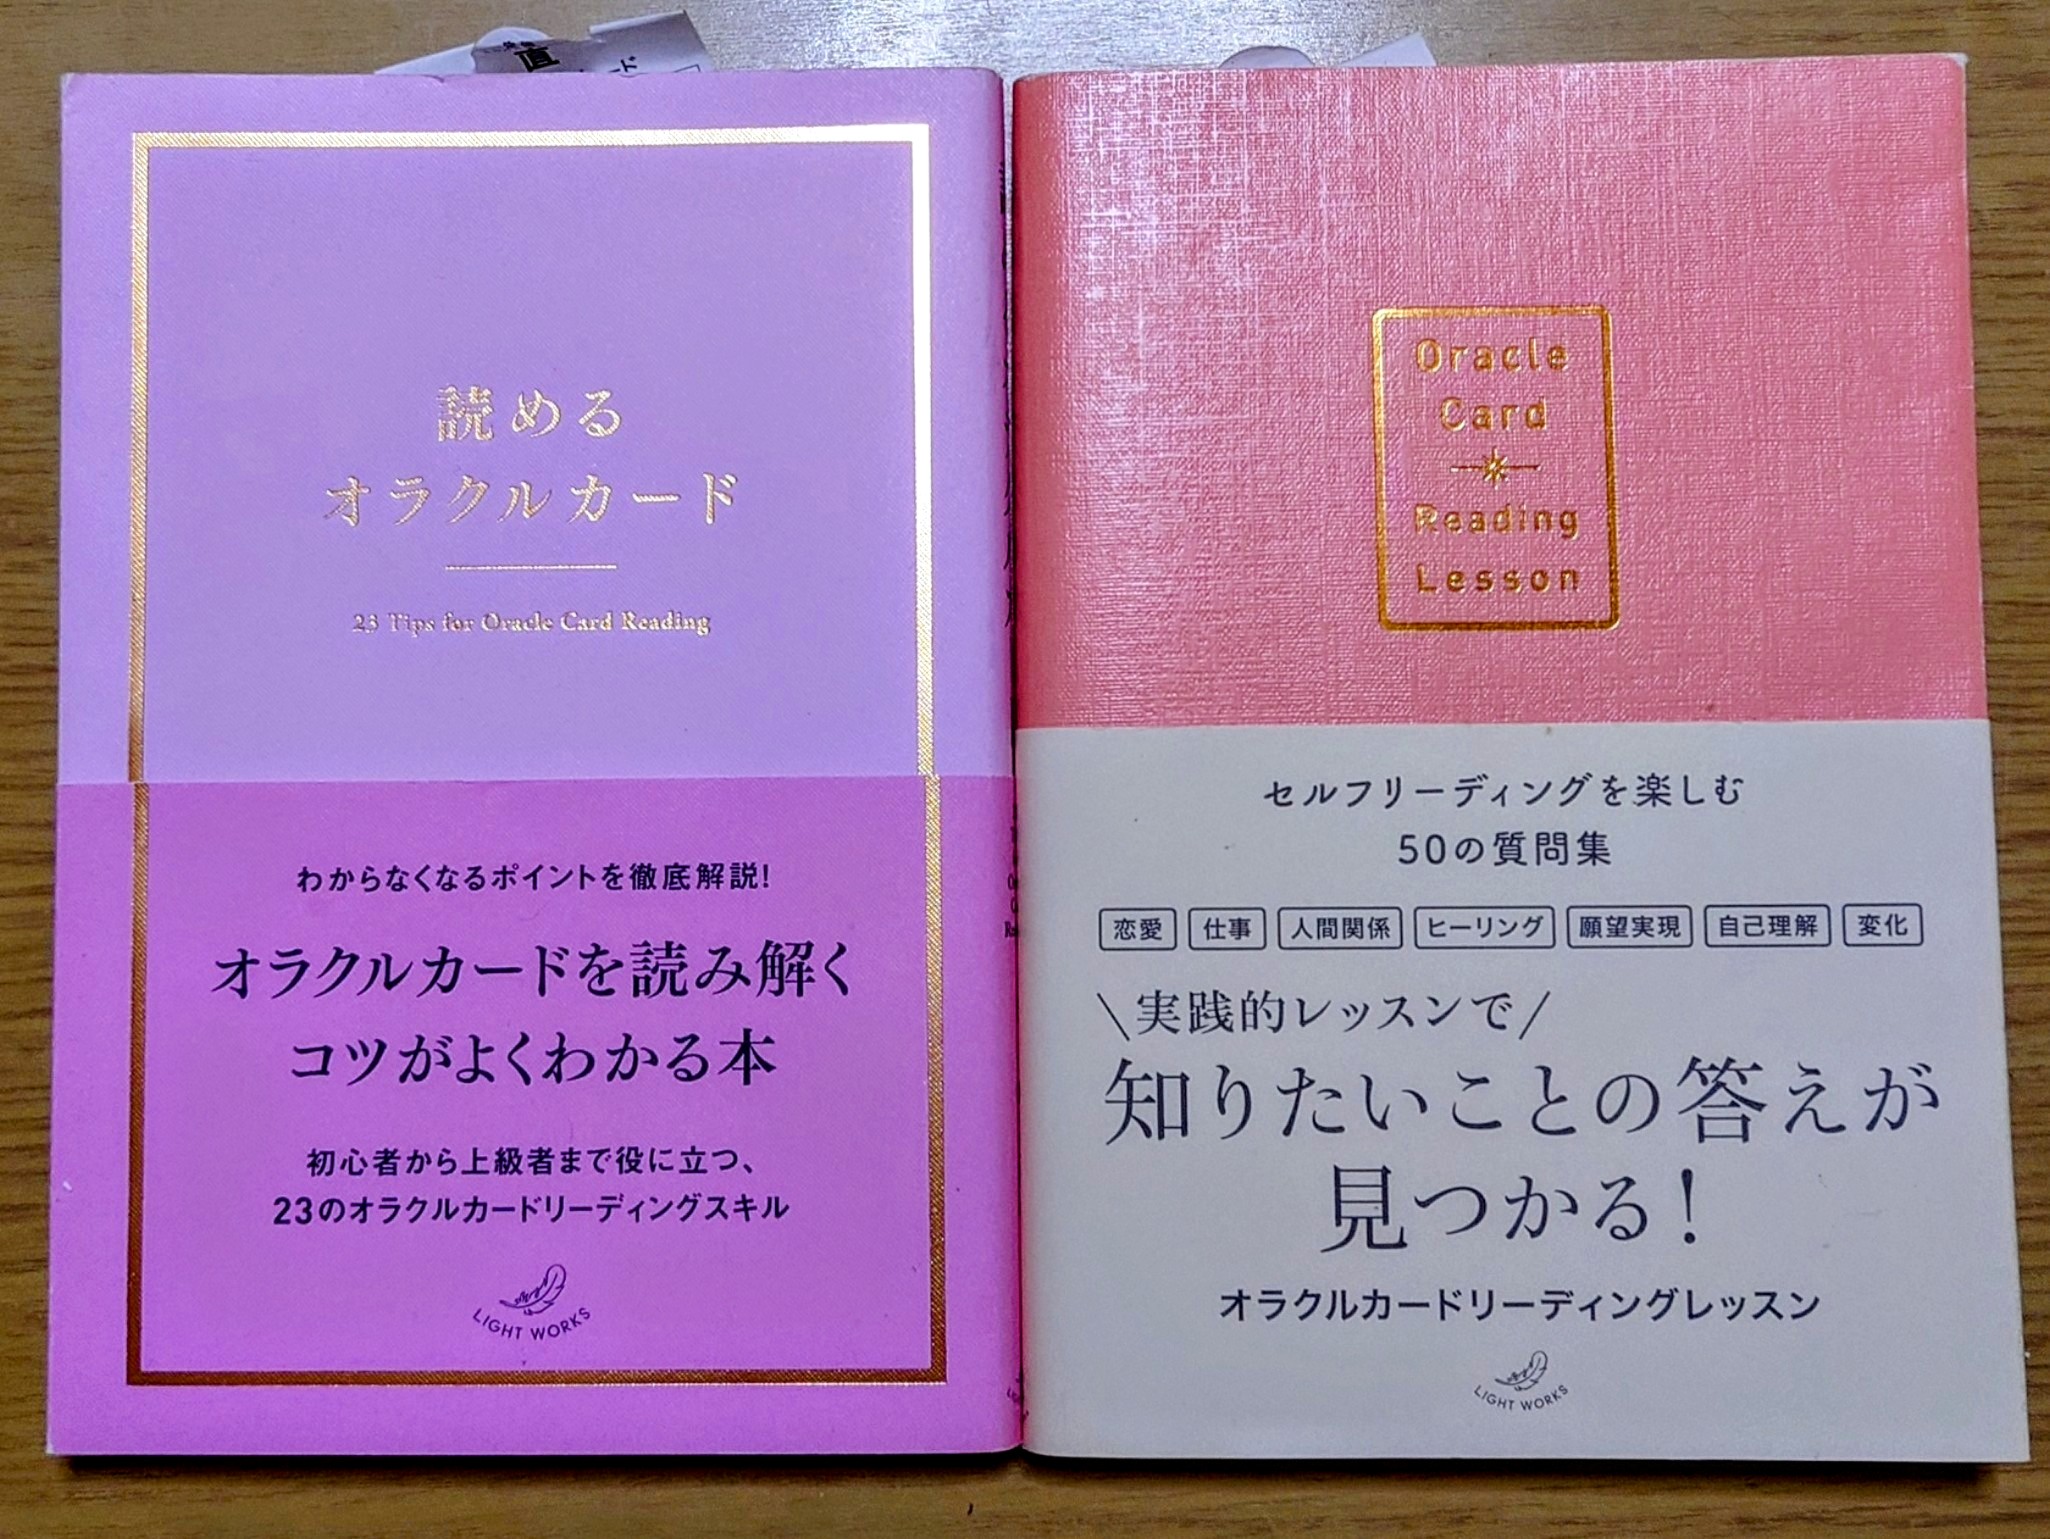 直
読める
オラクルカード
23 Tips for Oracle Card Reading
わからなくなるポイントを徹底解説!
オラクルカードを読み解く
コツがよくわかる本
初心者から上級者まで役に立つ、
23のオラクルカードリーディングスキル
LIGHT WORKS
Oracle
Card
Reading
Lesson
セルフリーディングを楽しむ
50の質問集
恋愛 仕事 人間関係 ヒーリング 願望実現 自己理解 変化
\実践的レッスンで/
知りたいことの答えが
見つかる!
オラクルカードリーディングレッスン
LIGHT WORKS